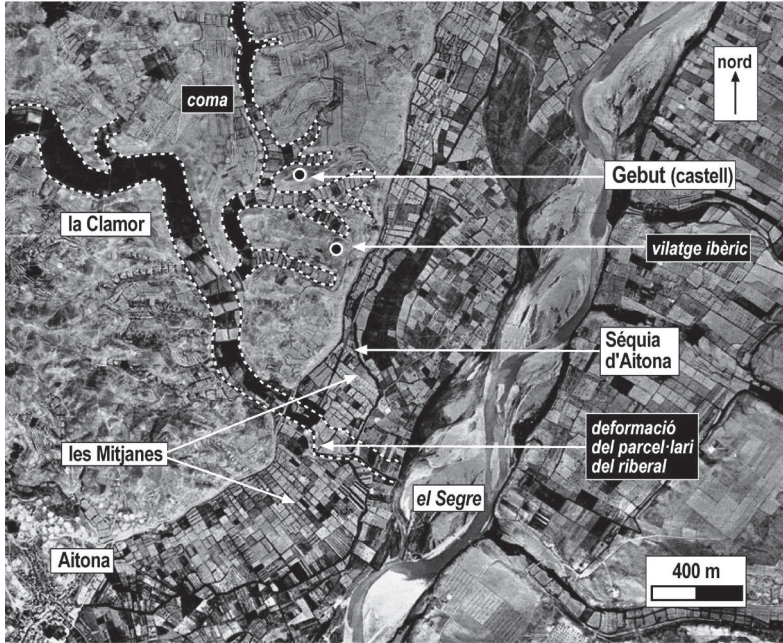 nord
coma
Gebut (castell)
la Clamor
vilatge ibèric
Séquia
d'Aitona
les Mitjanes
deformació
del parcel·lari
del riberal
el Segre
Aitona
400 m